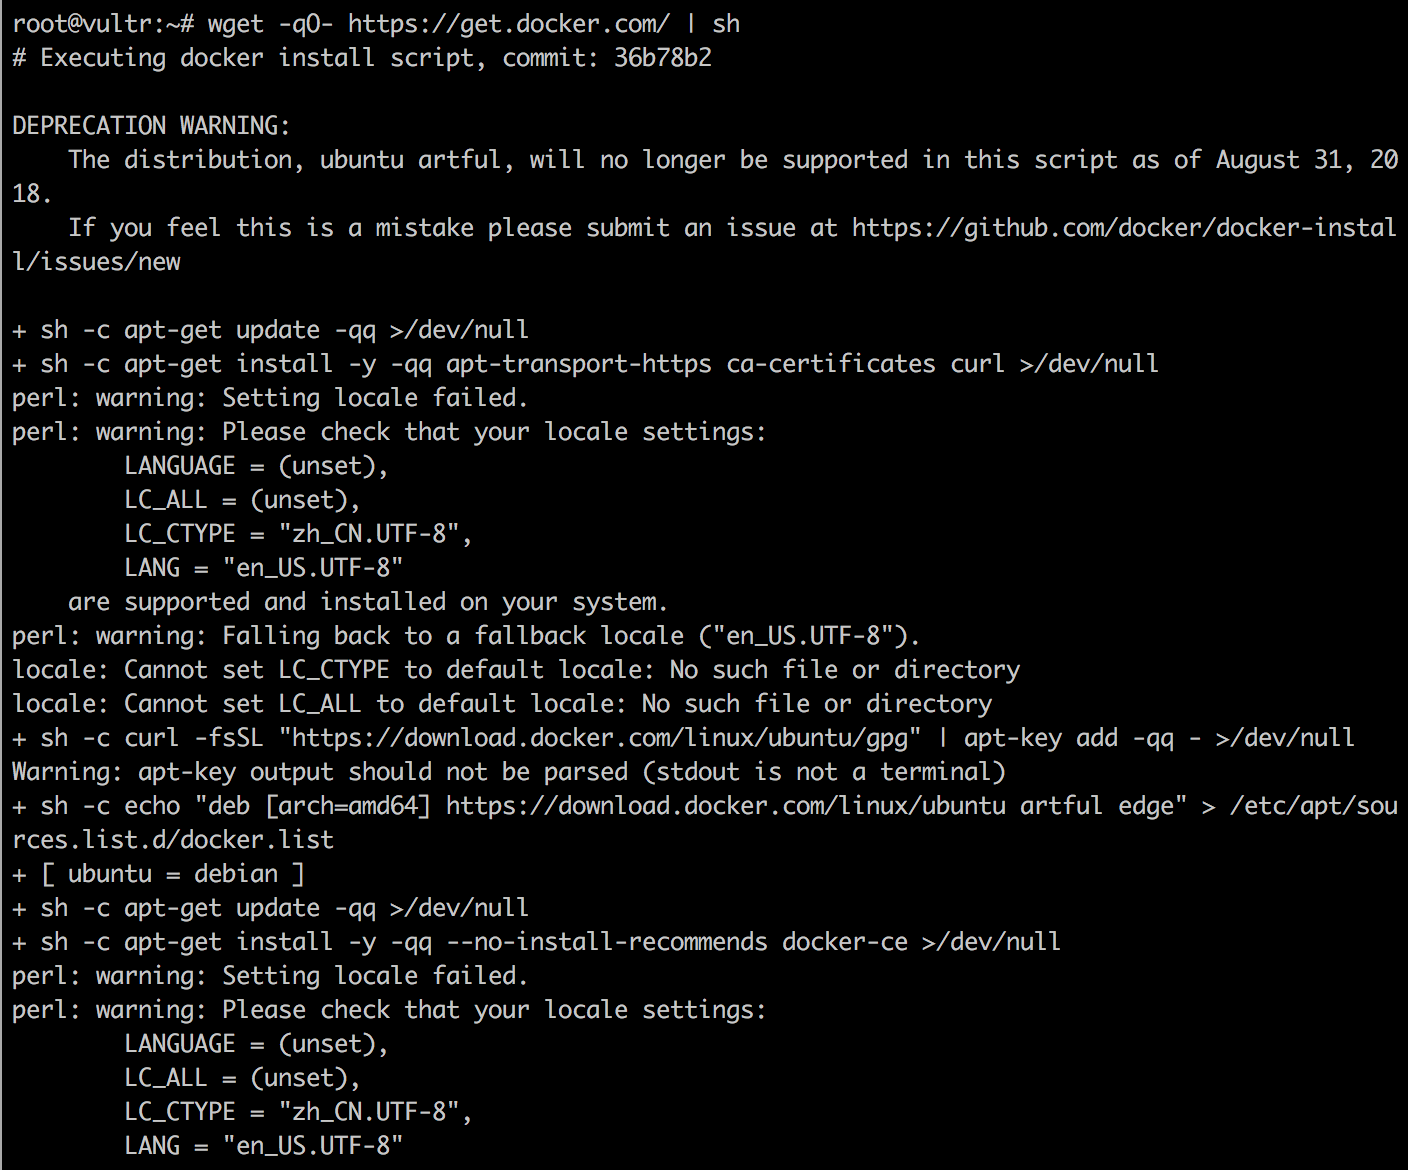 root@vultr:~# wget -qO- https://get.docker.com/ | sh
# Executing docker install script, commit: 36b78b2
DEPRECATION WARNING:
    The distribution, ubuntu artful, will no longer be supported in this script as of August 31, 20
18.
    If you feel this is a mistake please submit an issue at https://github.com/docker/docker-instal
l/issues/new
+ sh -c apt-get update -qq >/dev/null
+ sh -c apt-get install -y -qq apt-transport-https ca-certificates curl >/dev/null
perl: warning: Setting locale failed.
perl: warning: Please check that your locale settings:
        LANGUAGE = (unset),
        LC_ALL = (unset),
        LC_CTYPE = "zh_CN.UTF-8",
        LANG = "en_US.UTF-8"
    are supported and installed on your system.
perl: warning: Falling back to a fallback locale ("en_US.UTF-8").
locale: Cannot set LC_CTYPE to default locale: No such file or directory
locale: Cannot set LC_ALL to default locale: No such file or directory
+ sh -c curl -fsSL "https://download.docker.com/linux/ubuntu/gpg" | apt-key add -qq - >/dev/null
Warning: apt-key output should not be parsed (stdout is not a terminal)
+ sh -c echo "deb [arch=amd64] https://download.docker.com/linux/ubuntu artful edge" > /etc/apt/sou
rces.list.d/docker.list
+ [ ubuntu = debian ]
+ sh -c apt-get update -qq >/dev/null
+ sh -c apt-get install -y -qq --no-install-recommends docker-ce >/dev/null
perl: warning: Setting locale failed.
perl: warning: Please check that your locale settings:
        LANGUAGE = (unset),
        LC_ALL = (unset),
        LC_CTYPE = "zh_CN.UTF-8",
        LANG = "en_US.UTF-8"